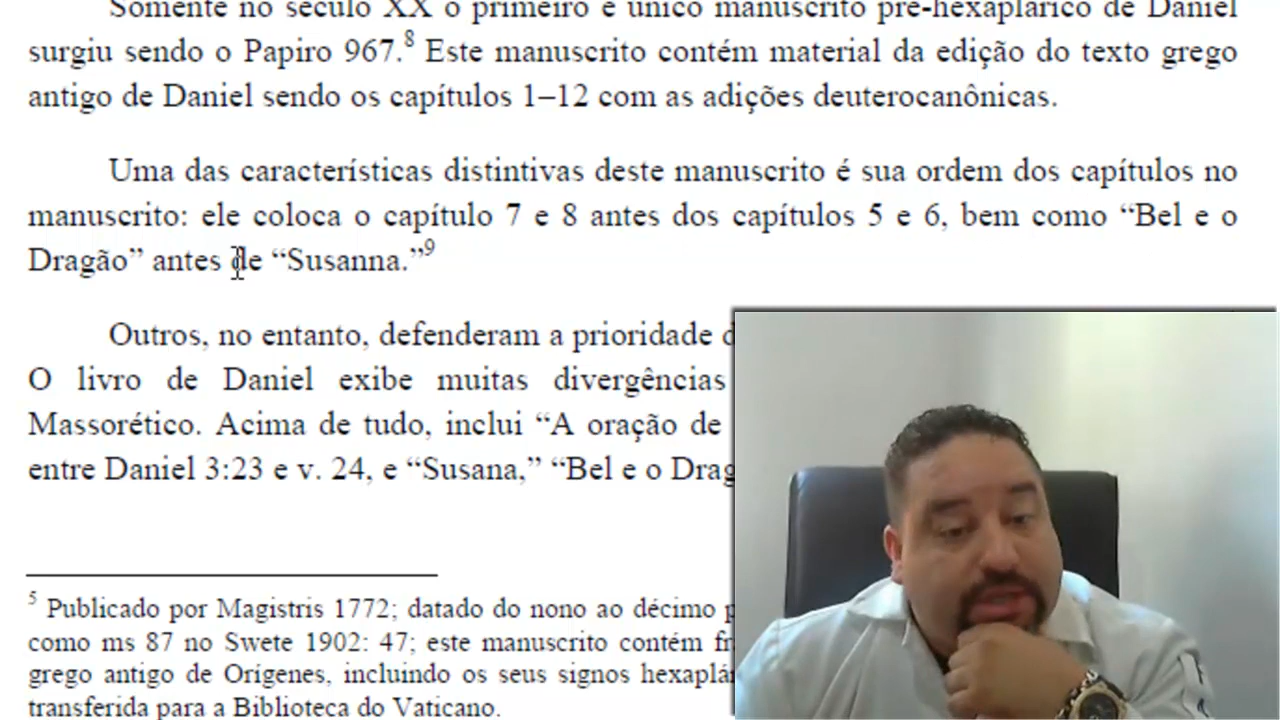 Somente no século XX o primeiro e único manuscrito pré-hexaplárico de Daniel
surgiu sendo o Papiro 967.⁸ Este manuscrito contém material da edição do texto grego
antigo de Daniel sendo os capítulos 1–12 com as adições deuterocanônicas.
Uma das características distintivas deste manuscrito é sua ordem dos capítulos no
manuscrito: ele coloca o capítulo 7 e 8 antes dos capítulos 5 e 6, bem como “Bel e o
Dragão” antes de “Susanna.”⁹
Outros, no entanto, defenderam a prioridade
O livro de Daniel exibe muitas divergências
Massorético. Acima de tudo, inclui “A oração de
entre Daniel 3:23 e v. 24, e “Susana,” “Bel e o
⁵ Publicado por Magistris 1772; datado do nono ao décimo
como ms 87 no Swete 1902: 47; este manuscrito contém
grego antigo de Orígenes, incluindo os seus signos
transferida para a Biblioteca do Vaticano.